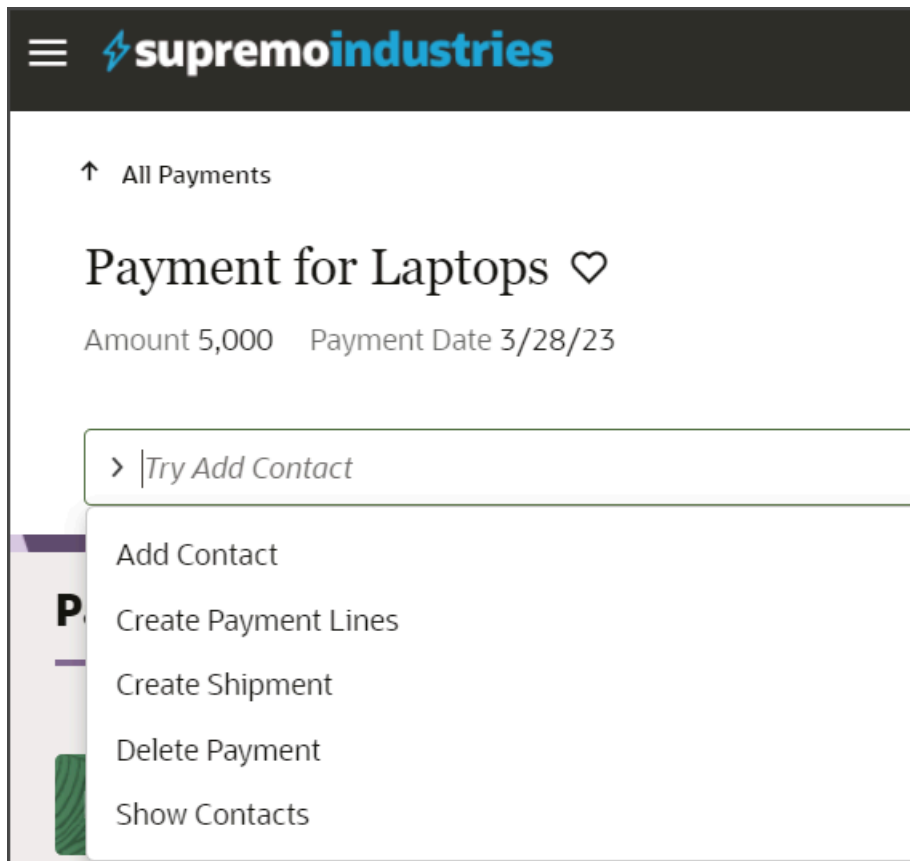 supremoindustries
All Payments
Payment for Laptops
Amount 5,000 Payment Date 3/28/23
Try Add Contact
Add Contact
Create Payment Lines
Create Shipment
Delete Payment
Show Contacts